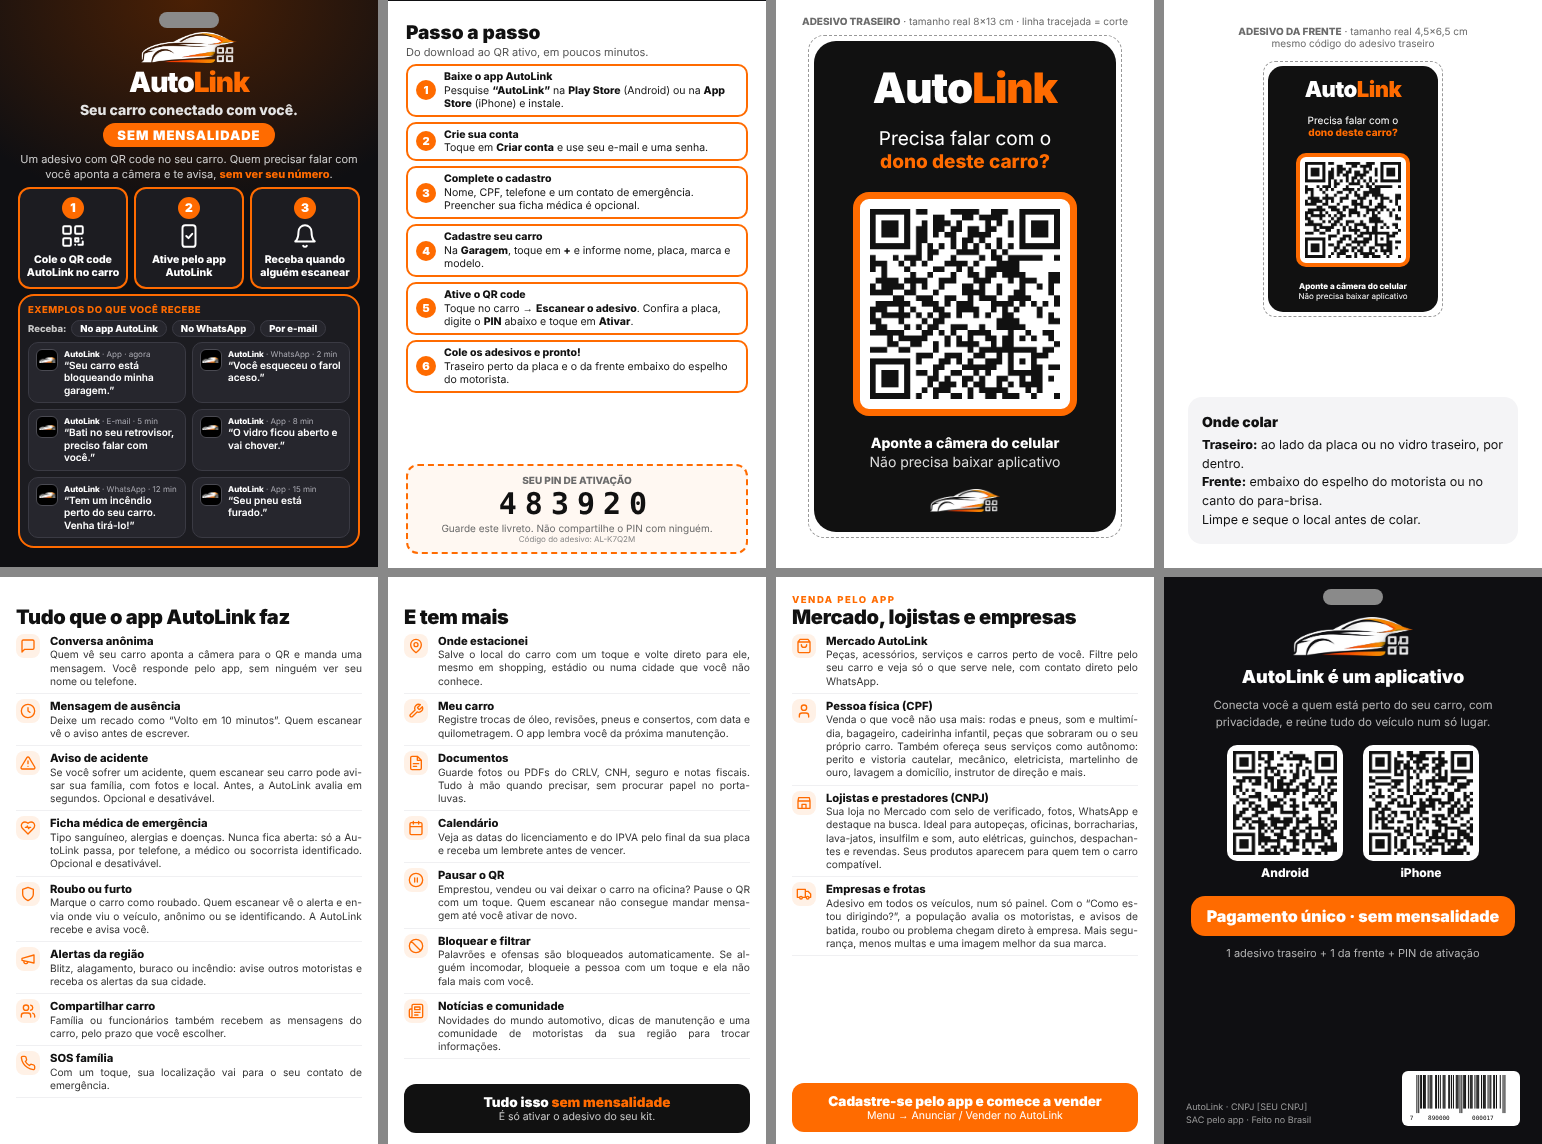 AutoLink
Seu carro conectado com você.
SEM MENSALIDADE
Um adesivo com QR code no seu carro. Quem precisar falar com
você aponta a câmera e te avisa, sem ver seu número.
1
Cole o QR code
AutoLink no carro
2
Ative pelo app
AutoLink
3
Receba quando
alguém escanear
EXEMPLOS DO QUE VOCÊ RECEBE
Receba: No app AutoLink No WhatsApp Por e-mail
AutoLink · App · agora
“Seu carro está
bloqueando minha
garagem.”
AutoLink · WhatsApp · 2 min
“Você esqueceu o farol
aceso.”
AutoLink · E-mail · 5 min
“Bati no seu retrovisor,
preciso falar com
você.”
AutoLink · App · 8 min
“O vidro ficou aberto e
vai chover.”
AutoLink · WhatsApp · 12 min
“Tem um incêndio
perto do seu carro.
Venha tirá-lo!”
AutoLink · App · 15 min
“Seu pneu está
furado.”
Passo a passo
Do download ao QR ativo, em poucos minutos.
1
Baixe o app AutoLink
Pesquise “AutoLink” na Play Store (Android) ou na App
Store (iPhone) e instale.
2
Crie sua conta
Toque em Criar conta e use seu e-mail e uma senha.
3
Complete o cadastro
Nome, CPF, telefone e um contato de emergência.
Preencher sua ficha médica é opcional.
4
Cadastre seu carro
Na Garagem, toque em + e informe nome, placa, marca e
modelo.
5
Ative o QR code
Toque no carro → Escanear o adesivo. Confira a placa,
digite o PIN abaixo e toque em Ativar.
6
Cole os adesivos e pronto!
Traseiro perto da placa e o da frente embaixo do espelho
do motorista.
SEU PIN DE ATIVAÇÃO
483920
Guarde este livreto. Não compartilhe o PIN com ninguém.
Código do adesivo: AL-K7Q2M
ADESIVO TRASEIRO · tamanho real 8×13 cm · linha tracejada = corte
AutoLink
Precisa falar com o
dono deste carro?
Aponte a câmera do celular
Não precisa baixar aplicativo
ADESIVO DA FRENTE · tamanho real 4,5×6,5 cm
mesmo código do adesivo traseiro
AutoLink
Precisa falar com o
dono deste carro?
Aponte a câmera do celular
Não precisa baixar aplicativo
Onde colar
Traseiro: ao lado da placa ou no vidro traseiro, por
dentro.
Frente: embaixo do espelho do motorista ou no
canto do para-brisa.
Limpe e seque o local antes de colar.
Tudo que o app AutoLink faz
Conversa anônima
Quem vê seu carro aponta a câmera para o QR e manda uma
mensagem. Você responde pelo app, sem ninguém ver seu
nome ou telefone.
Mensagem de ausência
Deixe um recado como “Volto em 10 minutos”. Quem escanear
vê o aviso antes de escrever.
Aviso de acidente
Se você sofrer um acidente, quem escanear seu carro pode avi-
sar sua família, com fotos e local. Antes, a AutoLink avalia em
segundos. Opcional e desativável.
Ficha médica de emergência
Tipo sanguíneo, alergias e doenças. Nunca fica aberta: só a Au-
toLink passa, por telefone, a médico ou socorrista identificado.
Opcional e desativável.
Roubo ou furto
Marque o carro como roubado. Quem escanear vê o alerta e en-
via onde viu o veículo, anônimo ou se identificando. A AutoLink
recebe e avisa você.
Alertas da região
Blitz, alagamento, buraco ou incêndio: avise outros motoristas e
receba os alertas da sua cidade.
Compartilhar carro
Família ou funcionários também recebem as mensagens do
carro, pelo prazo que você escolher.
SOS família
Com um toque, sua localização vai para o seu contato de
emergência.
E tem mais
Onde estacionei
Salve o local do carro com um toque e volte direto para ele,
mesmo em shopping, estádio ou numa cidade que você não
conhece.
Meu carro
Registre trocas de óleo, revisões, pneus e consertos, com data e
quilometragem. O app lembra você da próxima manutenção.
Documentos
Guarde fotos ou PDFs do CRLV, CNH, seguro e notas fiscais.
Tudo à mão quando precisar, sem procurar papel no porta-
luvas.
Calendário
Veja as datas do licenciamento e do IPVA pelo final da sua placa
e receba um lembrete antes de vencer.
Pausar o QR
Emprestou, vendeu ou vai deixar o carro na oficina? Pause o QR
com um toque. Quem escanear não consegue mandar mensa-
gem até você ativar de novo.
Bloquear e filtrar
Palavrões e ofensas são bloqueados automaticamente. Se al-
guém incomodar, bloqueie a pessoa com um toque e ela não
fala mais com você.
Notícias e comunidade
Novidades do mundo automotivo, dicas de manutenção e uma
comunidade de motoristas da sua região para trocar
informações.
Tudo isso sem mensalidade
É só ativar o adesivo do seu kit.
VENDA PELO APP
Mercado, lojistas e empresas
Mercado AutoLink
Peças, acessórios, serviços e carros perto de você. Filtre pelo
seu carro e veja só o que serve nele, com contato direto pelo
WhatsApp.
Pessoa física (CPF)
Venda o que você não usa mais: rodas e pneus, som e multimí-
dia, bagageiro, cadeirinha infantil, peças que sobraram ou o seu
próprio carro. Também ofereça seus serviços como autônomo:
perito e vistoria cautelar, mecânico, eletricista, martelinho de
ouro, lavagem a domicílio, instrutor de direção e mais.
Lojistas e prestadores (CNPJ)
Sua loja no Mercado com selo de verificado, fotos, WhatsApp e
destaque na busca. Ideal para autopeças, oficinas, borracharias,
lava-jatos, insulfilm e som, auto elétricas, guinchos, despachan-
tes e revendas. Seus produtos aparecem para quem tem o carro
compatível.
Empresas e frotas
Adesivo em todos os veículos, num só painel. Com o “Como es-
tou dirigindo?”, a população avalia os motoristas, e avisos de
batida, roubo ou problema chegam direto à empresa. Mais segu-
rança, menos multas e uma imagem melhor da sua marca.
Cadastre-se pelo app e comece a vender
Menu → Anunciar / Vender no AutoLink
AutoLink é um aplicativo
Conecta você a quem está perto do seu carro, com
privacidade, e reúne tudo do veículo num só lugar.
Android
iPhone
Pagamento único · sem mensalidade
1 adesivo traseiro + 1 da frente + PIN de ativação
AutoLink · CNPJ [SEU CNPJ]
SAC pelo app · Feito no Brasil
7 890000 000017